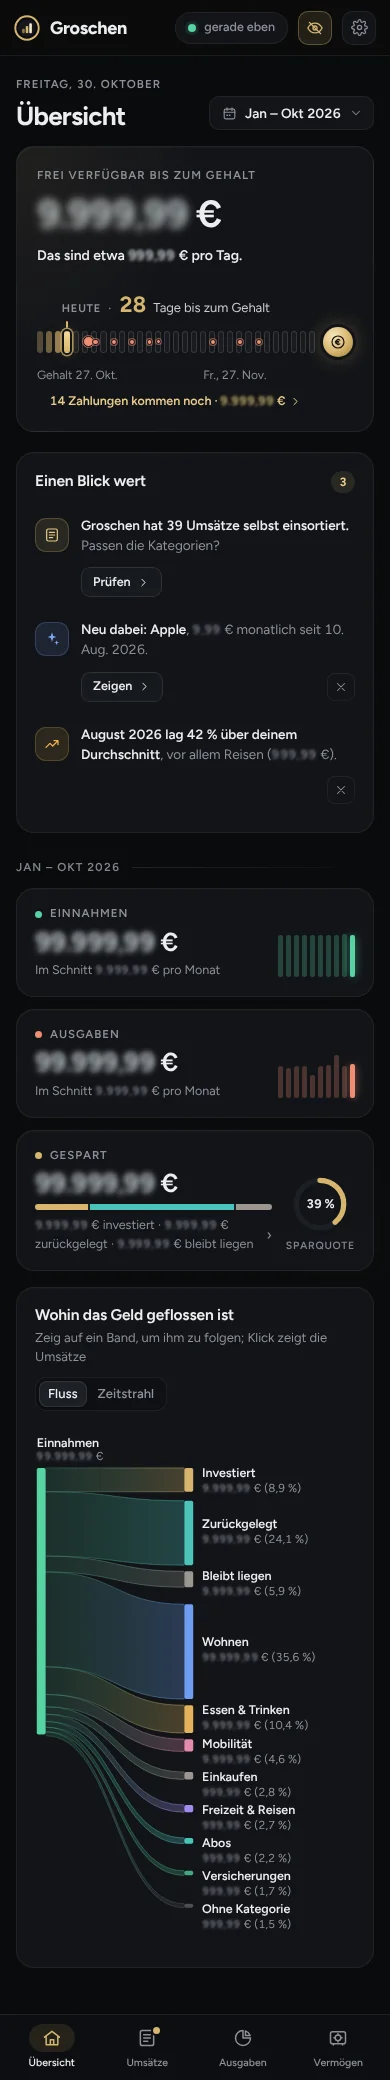 Groschen
gerade eben
FREITAG, 30. OKTOBER
Übersicht
Jan – Okt 2026
FREI VERFÜGBAR BIS ZUM GEHALT
€
Das sind etwa € pro Tag.
HEUTE · 28 Tage bis zum Gehalt
Gehalt 27. Okt.
Fr., 27. Nov.
14 Zahlungen kommen noch · €
Einen Blick wert
3
Groschen hat 39 Umsätze selbst einsortiert.
Passen die Kategorien?
Prüfen
Neu dabei: Apple, € monatlich seit 10.
Aug. 2026.
Zeigen
August 2026 lag 42 % über deinem
Durchschnitt, vor allem Reisen ( €).
JAN – OKT 2026
EINNAHMEN
€
Im Schnitt € pro Monat
AUSGABEN
€
Im Schnitt € pro Monat
GESPART
€
€ investiert · €
zurückgelegt · € bleibt liegen
39 %
SPARQUOTE
Wohin das Geld geflossen ist
Zeig auf ein Band, um ihm zu folgen; Klick zeigt die
Umsätze
Fluss
Zeitstrahl
Einnahmen
€
Investiert
€ (8,9 %)
Zurückgelegt
€ (24,1 %)
Bleibt liegen
€ (5,9 %)
Wohnen
€ (35,6 %)
Essen & Trinken
€ (10,4 %)
Mobilität
€ (4,6 %)
Einkaufen
€ (2,8 %)
Freizeit & Reisen
€ (2,7 %)
Abos
€ (2,2 %)
Versicherungen
€ (1,7 %)
Ohne Kategorie
€ (1,5 %)
Übersicht
Umsätze
Ausgaben
Vermögen